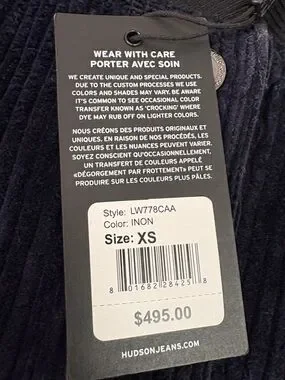 WEAR WITH CARE
PORTER AVEC SOIN
WE CREATE UNIQUE AND SPECIAL PRODUCTS.
DUE TO THE CUSTOM PROCESSES WE USE
COLORS AND SHADES MAY VARY. BE AWARE
IT'S COMMON TO SEE OCCASIONAL COLOR
TRANSFER KNOWN AS 'CROCKING' WHERE
DYE MAY RUB OFF ON LIGHTER COLORS.
NOUS CRÉONS DES PRODUITS ORIGINAUX ET
UNIQUES. EN RAISON DE NOS PROCÉDÉS, LES
COULEURS ET LES NUANCES PEUVENT VARIER.
SOYEZ CONSCIENT QU'OCCASIONNELLEMENT,
UN TRANSFERT DE COULEURS APPELÉ
«DÉGORGEMENT PAR FROTTEMENT» PEUT SE
PRODUIRE SUR LES COULEURS PLUS PÂLES.
Style: LW778CAA
Color: INON
Size: XS
8 01682 28425 8
$495.00
HUDSONJEANS.COM